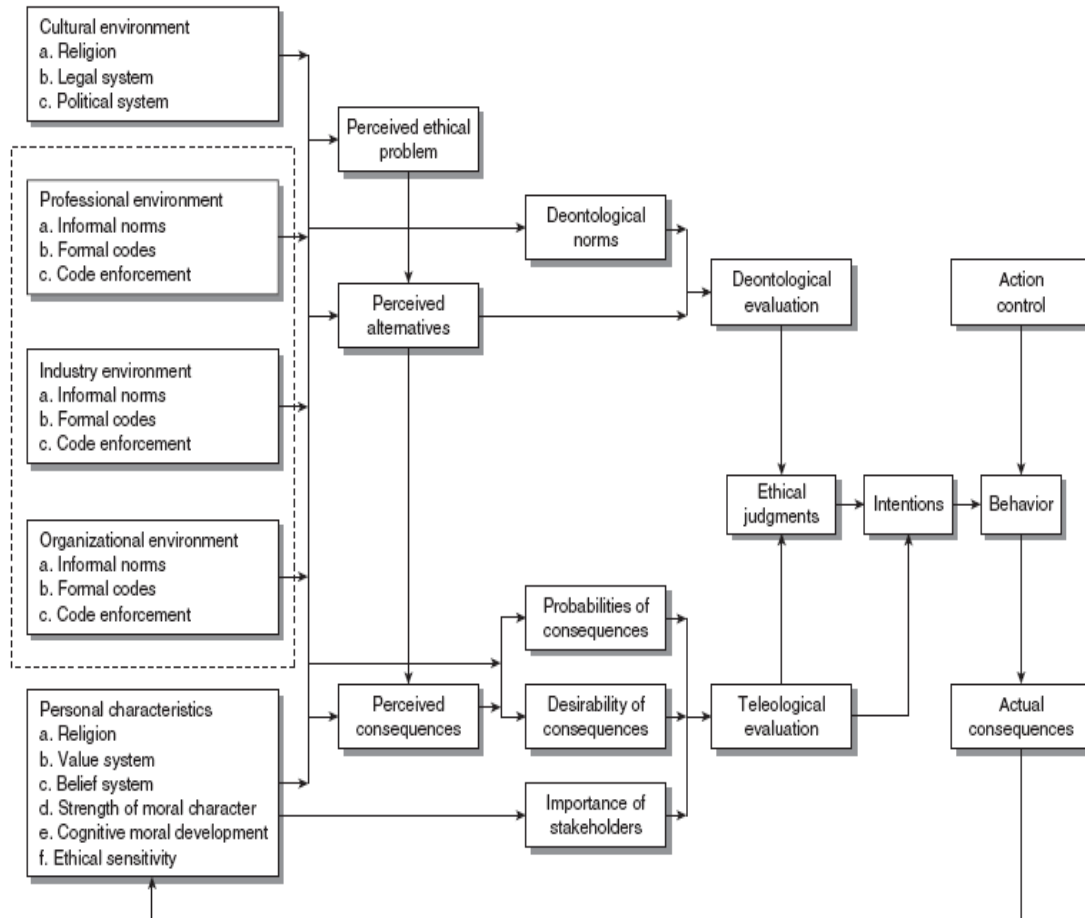 Cultural environment
a. Religion
b. Legal system
c. Political system
Perceived ethical
problem
Professional environment
a. Informal norms
b. Formal codes
c. Code enforcement
Deontological
norms
Perceived
alternatives
Deontological
evaluation
Action
control
Industry environment
a. Informal norms
b. Formal codes
c. Code enforcement
Ethical
judgments
Intentions
Behavior
Organizational environment
a. Informal norms
b. Formal codes
c. Code enforcement
Probabilities of
consequences
Personal characteristics
a. Religion
b. Value system
c. Belief system
d. Strength of moral character
e. Cognitive moral development
f. Ethical sensitivity
Perceived
consequences
Desirability of
consequences
Teleological
evaluation
Actual
consequences
Importance of
stakeholders